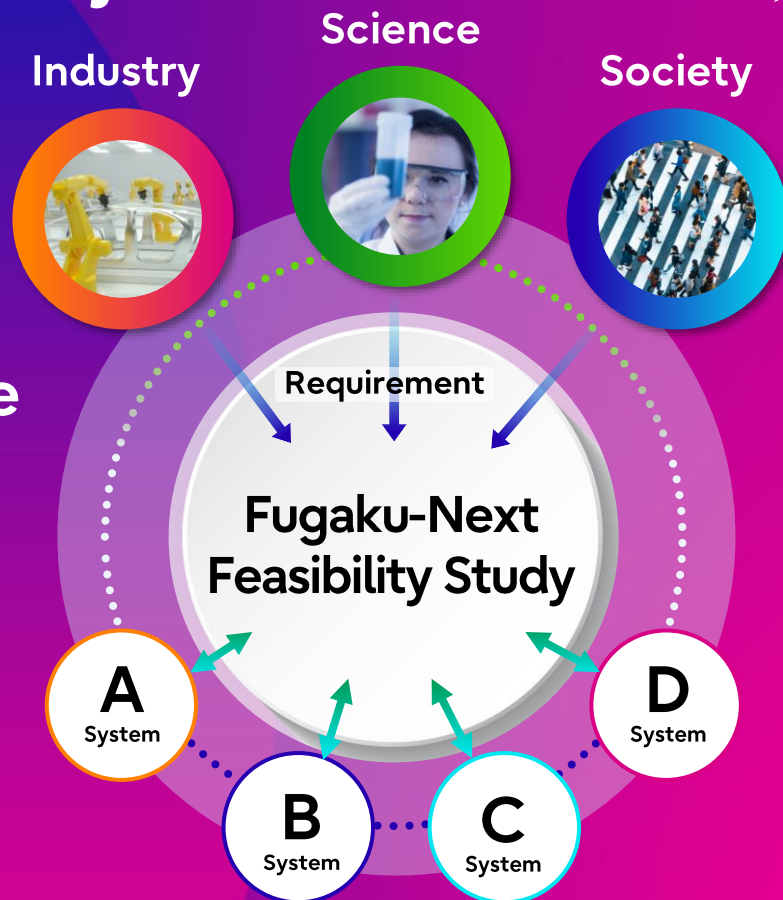 Science
Industry
Society
Requirement
Fugaku-Next
Feasibility Study
A
System
D
System
B
System
C
System